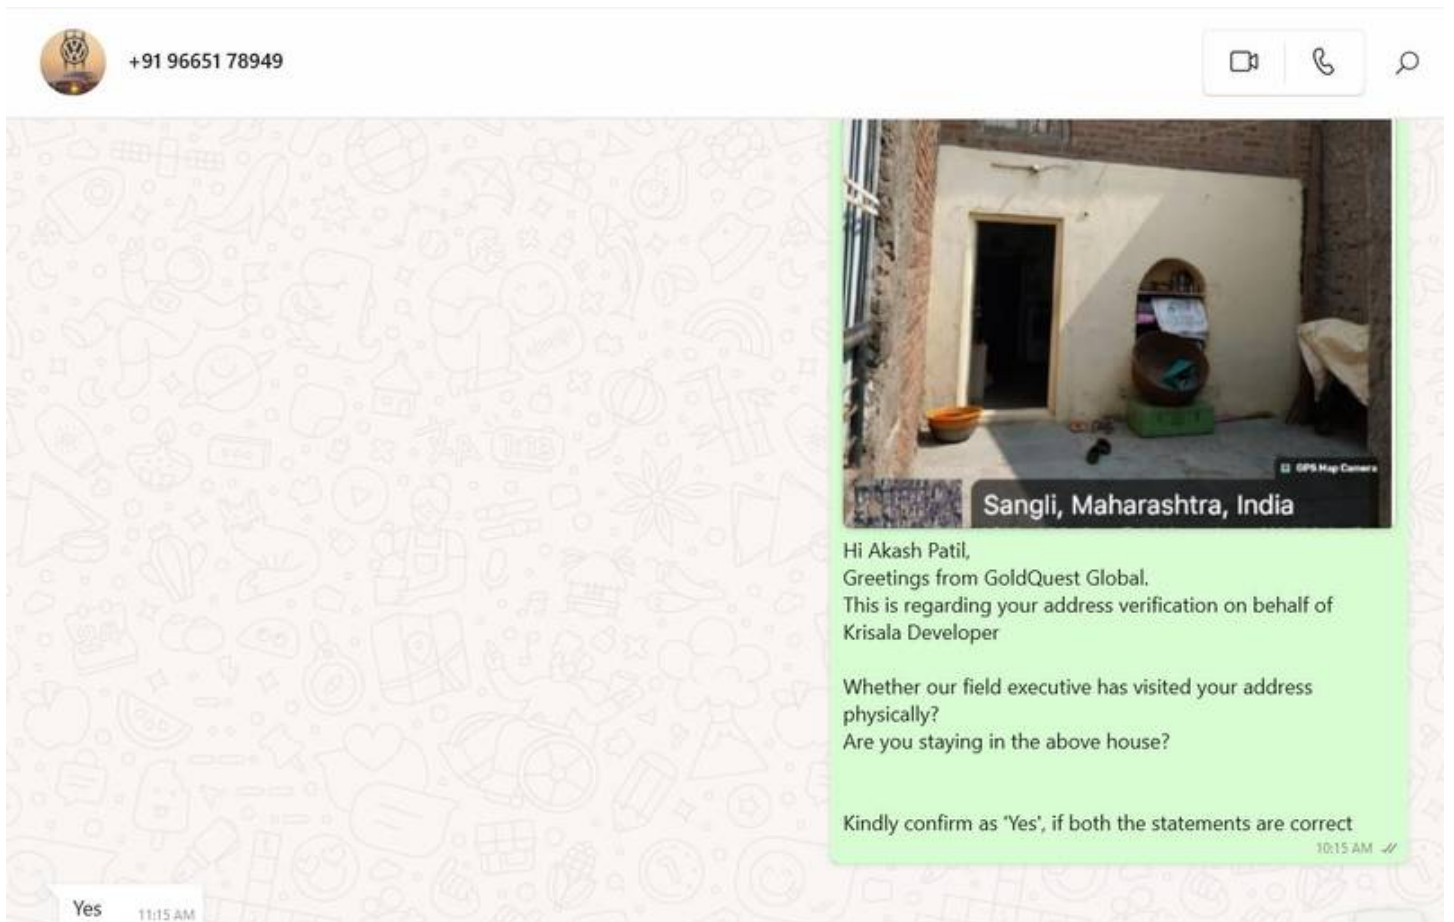 +91 96651 78949
GPS Map Camera
Sangli, Maharashtra, India
Hi Akash Patil,
Greetings from GoldQuest Global.
This is regarding your address verification on behalf of
Krisala Developer
Whether our field executive has visited your address
physically?
Are you staying in the above house?
Kindly confirm as 'Yes', if both the statements are correct
10:15 AM
Yes
11:15 AM